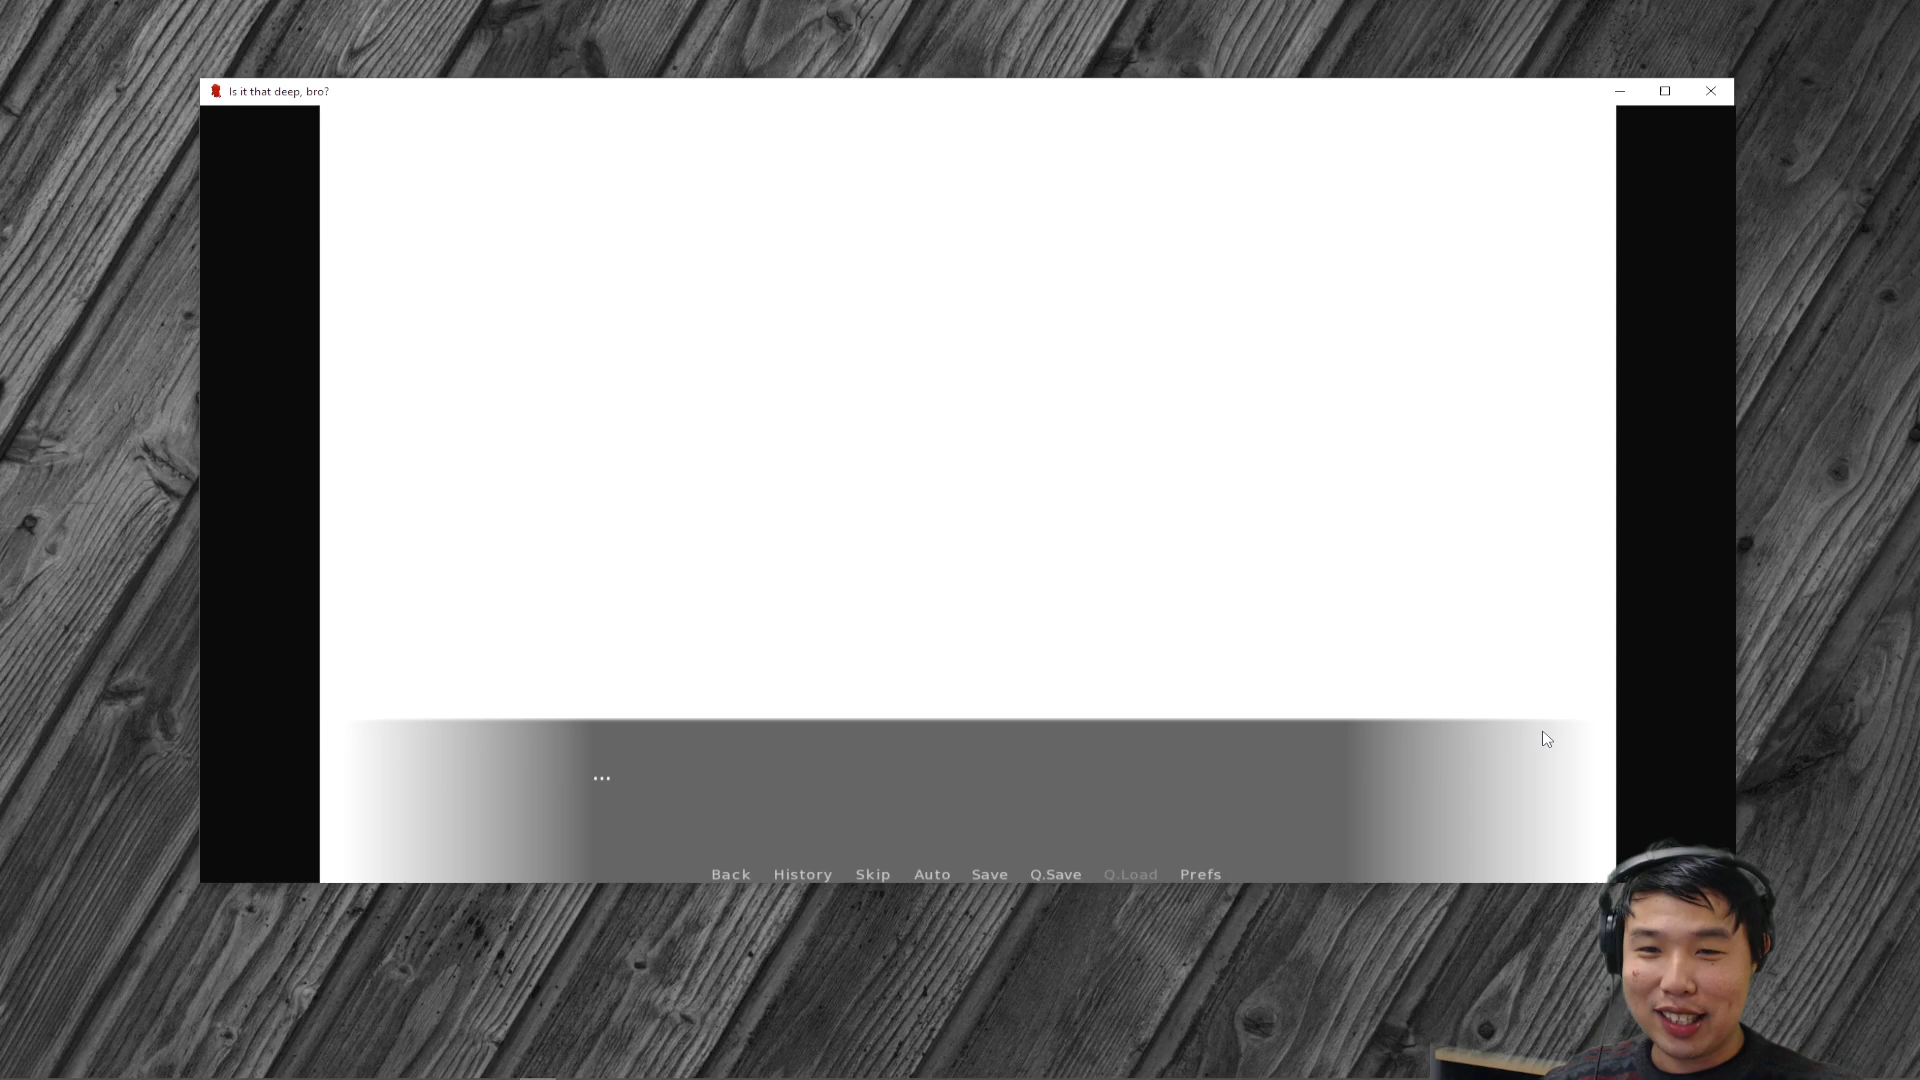 Is it that deep, bro?
...
Back History Skip Auto Save Q.Save Q.Load Prefs